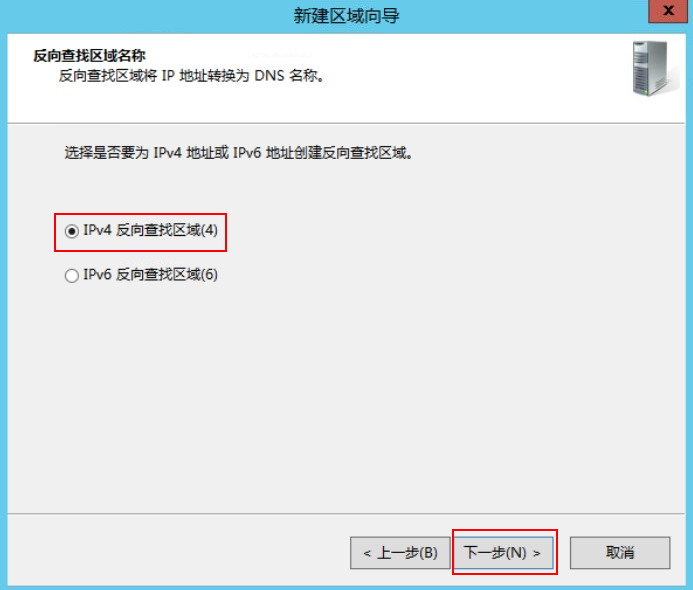 新建区域向导
x
反向查找区域名称
反向查找区域将 IP 地址转换为 DNS 名称。
选择是否要为 IPv4 地址或 IPv6 地址创建反向查找区域。
IPv4 反向查找区域(4)
IPv6 反向查找区域(6)
< 上一步(B) 下一步(N) > 取消